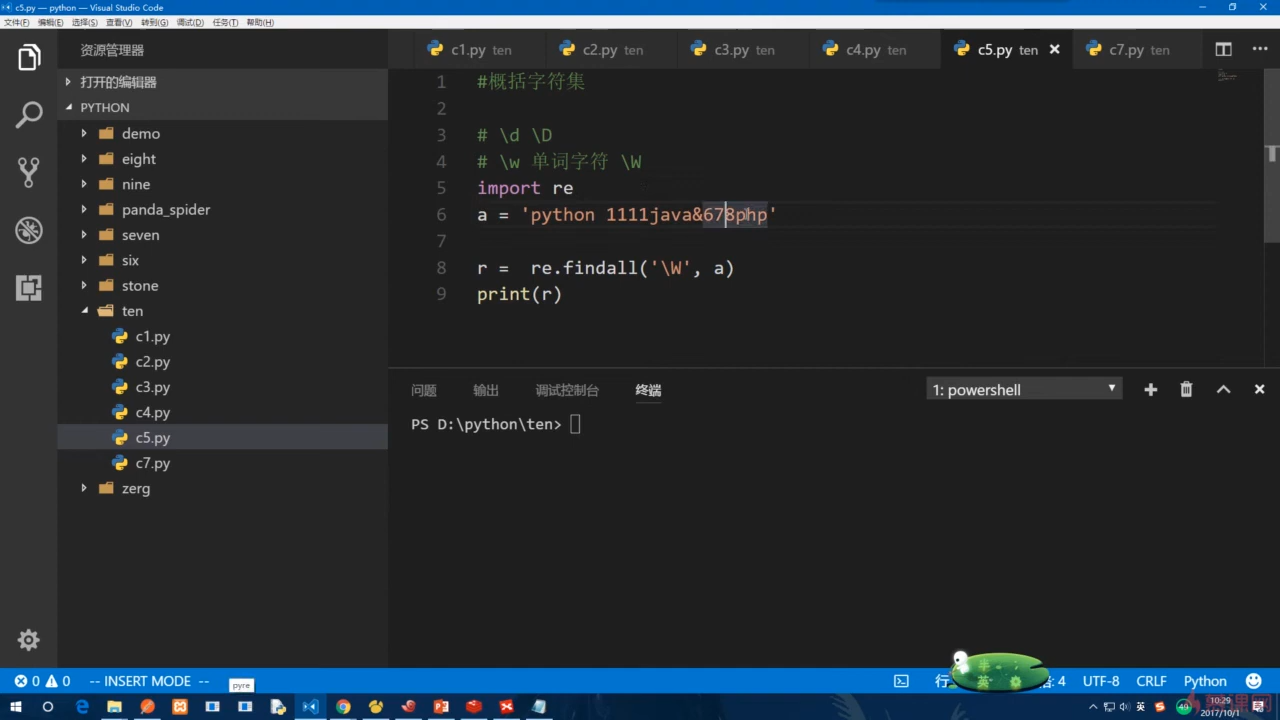 c5.py — python — Visual Studio Code
文件(F) 编辑(E) 选择(S) 查看(V) 转到(G) 调试(D) 任务(T) 帮助(H)
资源管理器
c1.py ten
c2.py ten
c3.py ten
c4.py ten
c5.py ten
c7.py ten
打开的编辑器
PYTHON
demo
eight
nine
panda_spider
seven
six
stone
ten
c1.py
c2.py
c3.py
c4.py
c5.py
c7.py
zerg
1 #概括字符集
2
3 # \d \D
4 # \w 单词字符 \W
5 import re
6 a = 'python 1111java&678php'
7
8 r =  re.findall('\W', a)
9 print(r)
问题 输出 调试控制台 终端
1: powershell
PS D:\python\ten>
0 0 -- INSERT MODE --
pyre
UTF-8 CRLF Python
半
英
49
10:29
2017/10/1